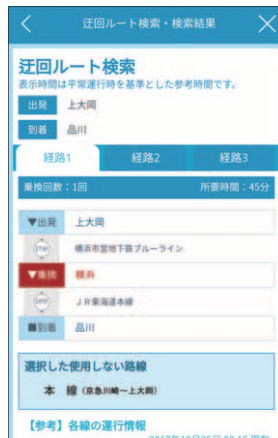 迂回ルート検索・検索結果
迂回ルート検索
表示時間は平常運行時を基準とした参考時間です。
出発 上大岡
到着 品川
経路1 経路2 経路3
乗換回数：1回 所要時間：45分
▼出発 上大岡
横浜市営地下鉄ブルーライン
▼乗換 横浜
ＪＲ東海道本線
■到着 品川
選択した使用しない路線
本 線 (京急川崎〜上大岡)
【参考】各線の運行情報